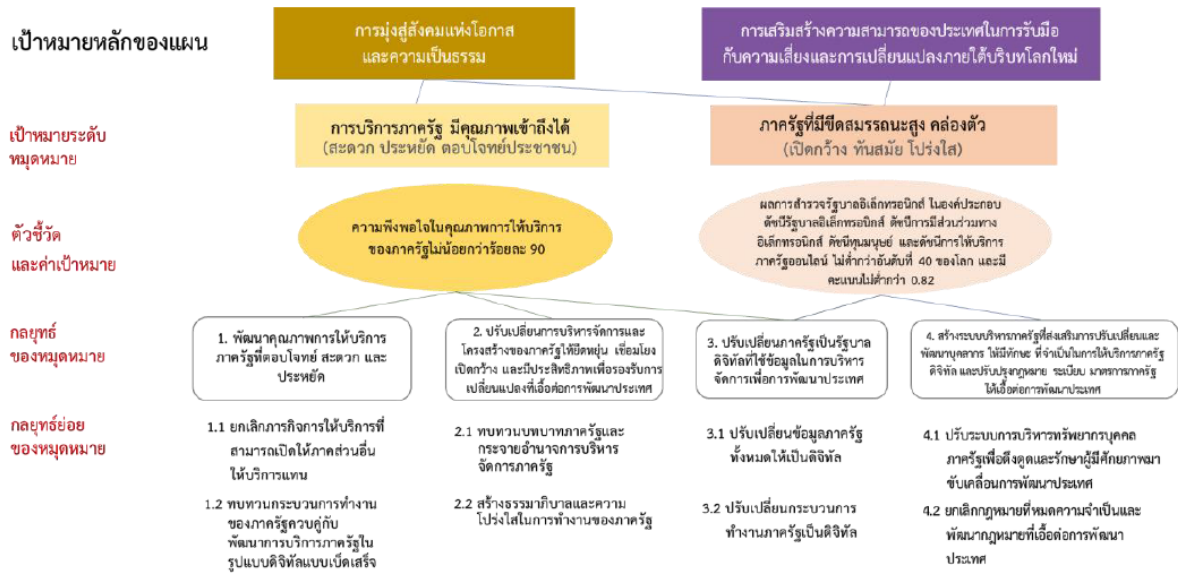 เป้าหมายหลักของแผน
การมุ่งสู่สังคมแห่งโอกาส
และความเป็นธรรม
การเสริมสร้างความสามารถของประเทศในการรับมือ
กับความเสี่ยงและการเปลี่ยนแปลงภายใต้บริบทโลกใหม่
เป้าหมายระดับ
หมุดหมาย
การบริการภาครัฐ มีคุณภาพเข้าถึงได้
(สะดวก ประหยัด ตอบโจทย์ประชาชน)
ภาครัฐที่มีขีดสมรรถนะสูง คล่องตัว
(เปิดกว้าง ทันสมัย โปร่งใส)
ตัวชี้วัด
และค่าเป้าหมาย
ความพึงพอใจในคุณภาพการให้บริการ
ของภาครัฐไม่น้อยกว่าร้อยละ 90
ผลการสำรวจรัฐบาลอิเล็กทรอนิกส์ ในองค์ประกอบ
ดัชนีรัฐบาลอิเล็กทรอนิกส์ ดัชนีการมีส่วนร่วมทาง
อิเล็กทรอนิกส์ ดัชนีทุนมนุษย์ และดัชนีการให้บริการ
ภาครัฐออนไลน์ ไม่ต่ำกว่าอันดับที่ 40 ของโลก และมี
คะแนนไม่ต่ำกว่า 0.82
กลยุทธ์
ของหมุดหมาย
1. พัฒนาคุณภาพการให้บริการ
ภาครัฐที่ตอบโจทย์ สะดวก และ
ประหยัด
2. ปรับเปลี่ยนการบริหารจัดการและ
โครงสร้างของภาครัฐให้ยืดหยุ่น เชื่อมโยง
เปิดกว้าง และมีประสิทธิภาพเพื่อรองรับการ
เปลี่ยนแปลงที่เอื้อต่อการพัฒนาประเทศ
3. ปรับเปลี่ยนภาครัฐเป็นรัฐบาล
ดิจิทัลที่ใช้ข้อมูลในการบริหาร
จัดการเพื่อการพัฒนาประเทศ
4. สร้างระบบบริหารภาครัฐที่ส่งเสริมการปรับเปลี่ยนและ
พัฒนาบุคลากร ให้มีทักษะ ที่จำเป็นในการให้บริการภาครัฐ
ดิจิทัล และปรับปรุงกฎหมาย ระเบียบ มาตรการภาครัฐ
ให้เอื้อต่อการพัฒนาประเทศ
กลยุทธ์ย่อย
ของหมุดหมาย
1.1 ยกเลิกภารกิจการให้บริการที่
สามารถเปิดให้ภาคส่วนอื่น
ให้บริการแทน
1.2 ทบทวนกระบวนการทำงาน
ของภาครัฐควบคู่กับ
พัฒนาการบริการภาครัฐใน
รูปแบบดิจิทัลแบบเบ็ดเสร็จ
2.1 ทบทวนบทบาทภาครัฐและ
กระจายอำนาจการบริหาร
จัดการภาครัฐ
2.2 สร้างธรรมาภิบาลและความ
โปร่งใสในการทำงานของภาครัฐ
3.1 ปรับเปลี่ยนข้อมูลภาครัฐ
ทั้งหมดให้เป็นดิจิทัล
3.2 ปรับเปลี่ยนกระบวนการ
ทำงานภาครัฐเป็นดิจิทัล
4.1 ปรับระบบการบริหารทรัพยากรบุคคล
ภาครัฐเพื่อดึงดูดและรักษาผู้มีศักยภาพมา
ขับเคลื่อนการพัฒนาประเทศ
4.2 ยกเลิกกฎหมายที่หมดความจำเป็นและ
พัฒนากฎหมายที่เอื้อต่อการพัฒนา
ประเทศ